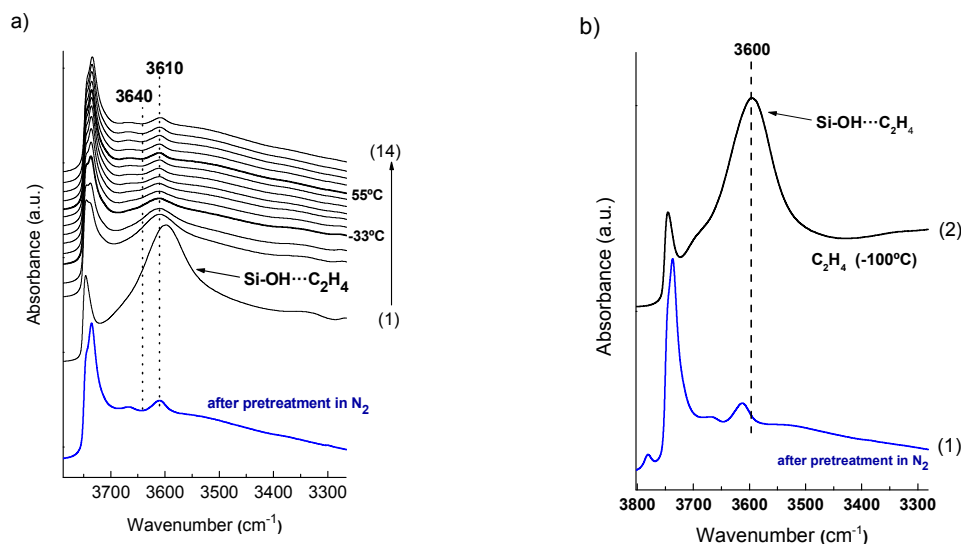 a)
3610
3640
(14)
55ºC
-33ºC
Si-OH···C₂H₄
(1)
after pretreatment in N₂
Absorbance (a.u.)
3700 3600 3500 3400 3300
Wavenumber (cm⁻¹)
b)
3600
Si-OH···C₂H₄
(2)
C₂H₄ (-100ºC)
(1)
after pretreatment in N₂
Absorbance (a.u.)
3800 3700 3600 3500 3400 3300
Wavenumber (cm⁻¹)